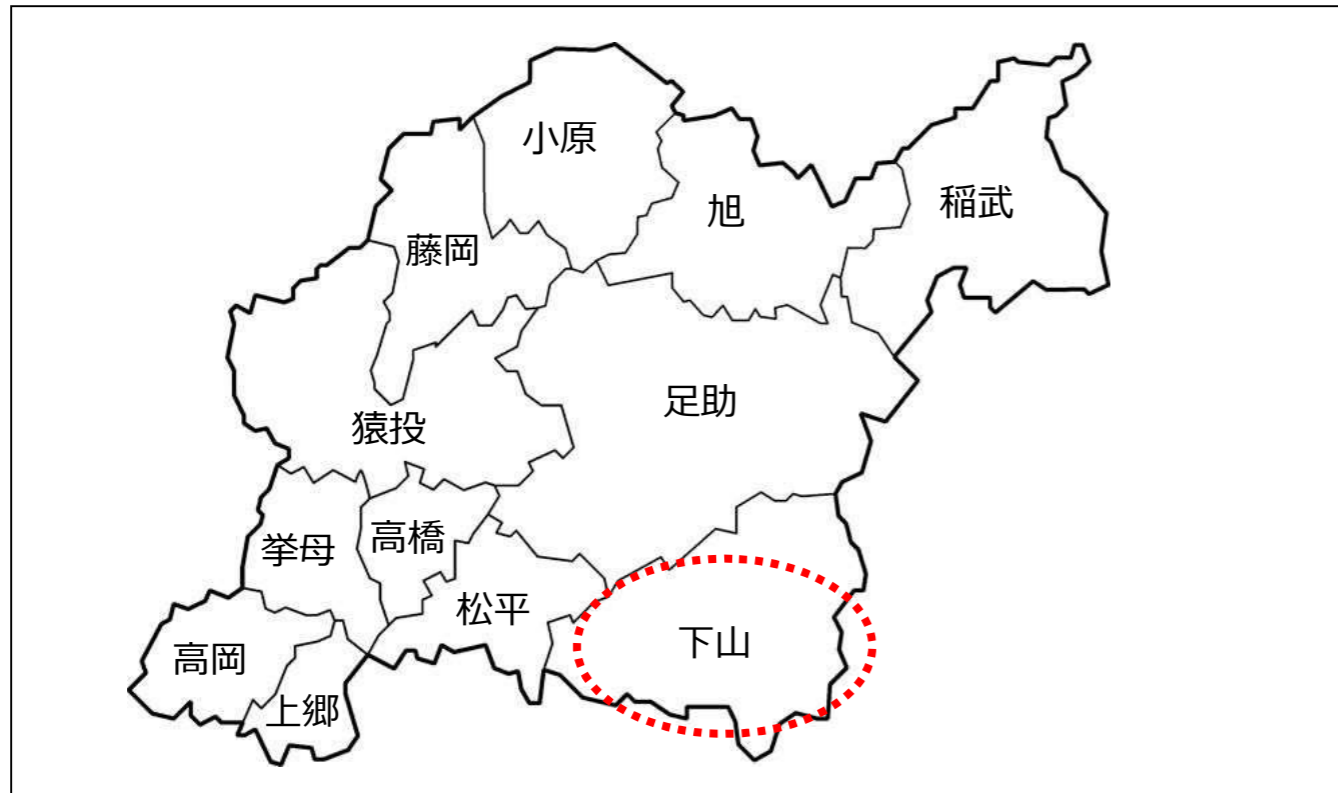 小原
旭
稲武
藤岡
足助
猿投
挙母
高橋
松平
下山
高岡
上郷